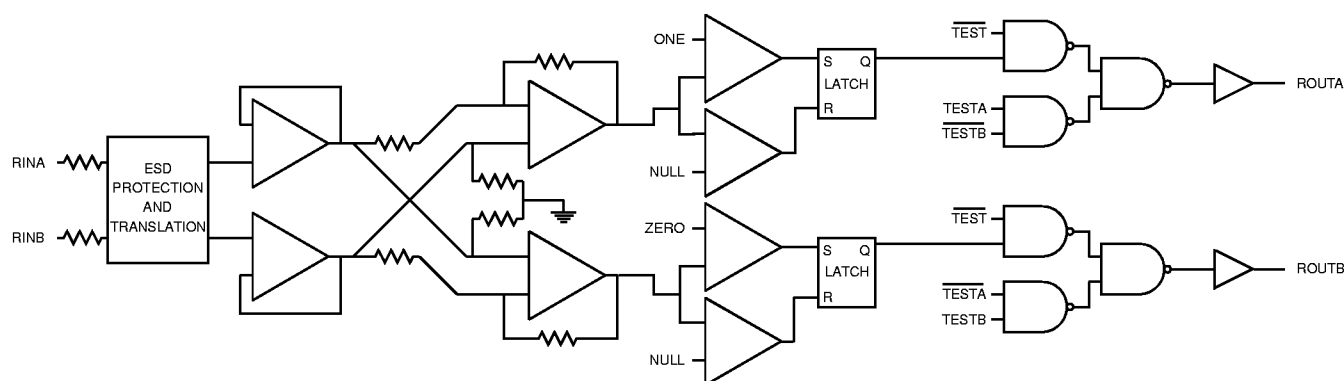 RINA
RINB
ESD
PROTECTION
AND
TRANSLATION
ONE
NULL
S Q
LATCH
R
TEST
TESTA
TESTB
ROUTA
ZERO
NULL
S Q
LATCH
R
TEST
TESTA
TESTB
ROUTB